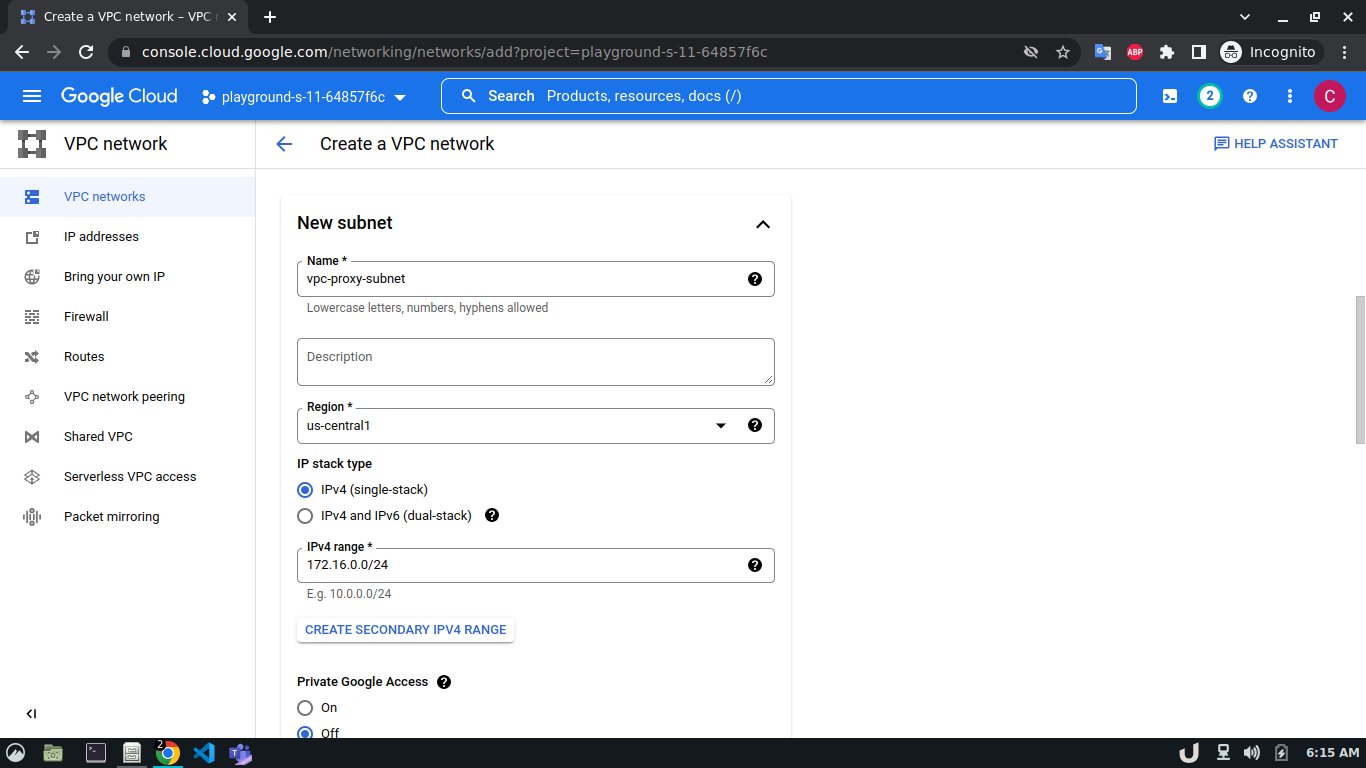 Create a VPC network – VPC n
console.cloud.google.com/networking/networks/add?project=playground-s-11-64857f6c
ABP
Incognito
Google Cloud
playground-s-11-64857f6c
Search Products, resources, docs (/)
2
C
VPC network
Create a VPC network
HELP ASSISTANT
VPC networks
IP addresses
Bring your own IP
Firewall
Routes
VPC network peering
Shared VPC
Serverless VPC access
Packet mirroring
New subnet
Name *
vpc-proxy-subnet
Lowercase letters, numbers, hyphens allowed
Description
Region *
us-central1
IP stack type
IPv4 (single-stack)
IPv4 and IPv6 (dual-stack)
IPv4 range *
172.16.0.0/24
E.g. 10.0.0.0/24
CREATE SECONDARY IPV4 RANGE
Private Google Access
On
Off
2
6:15 AM